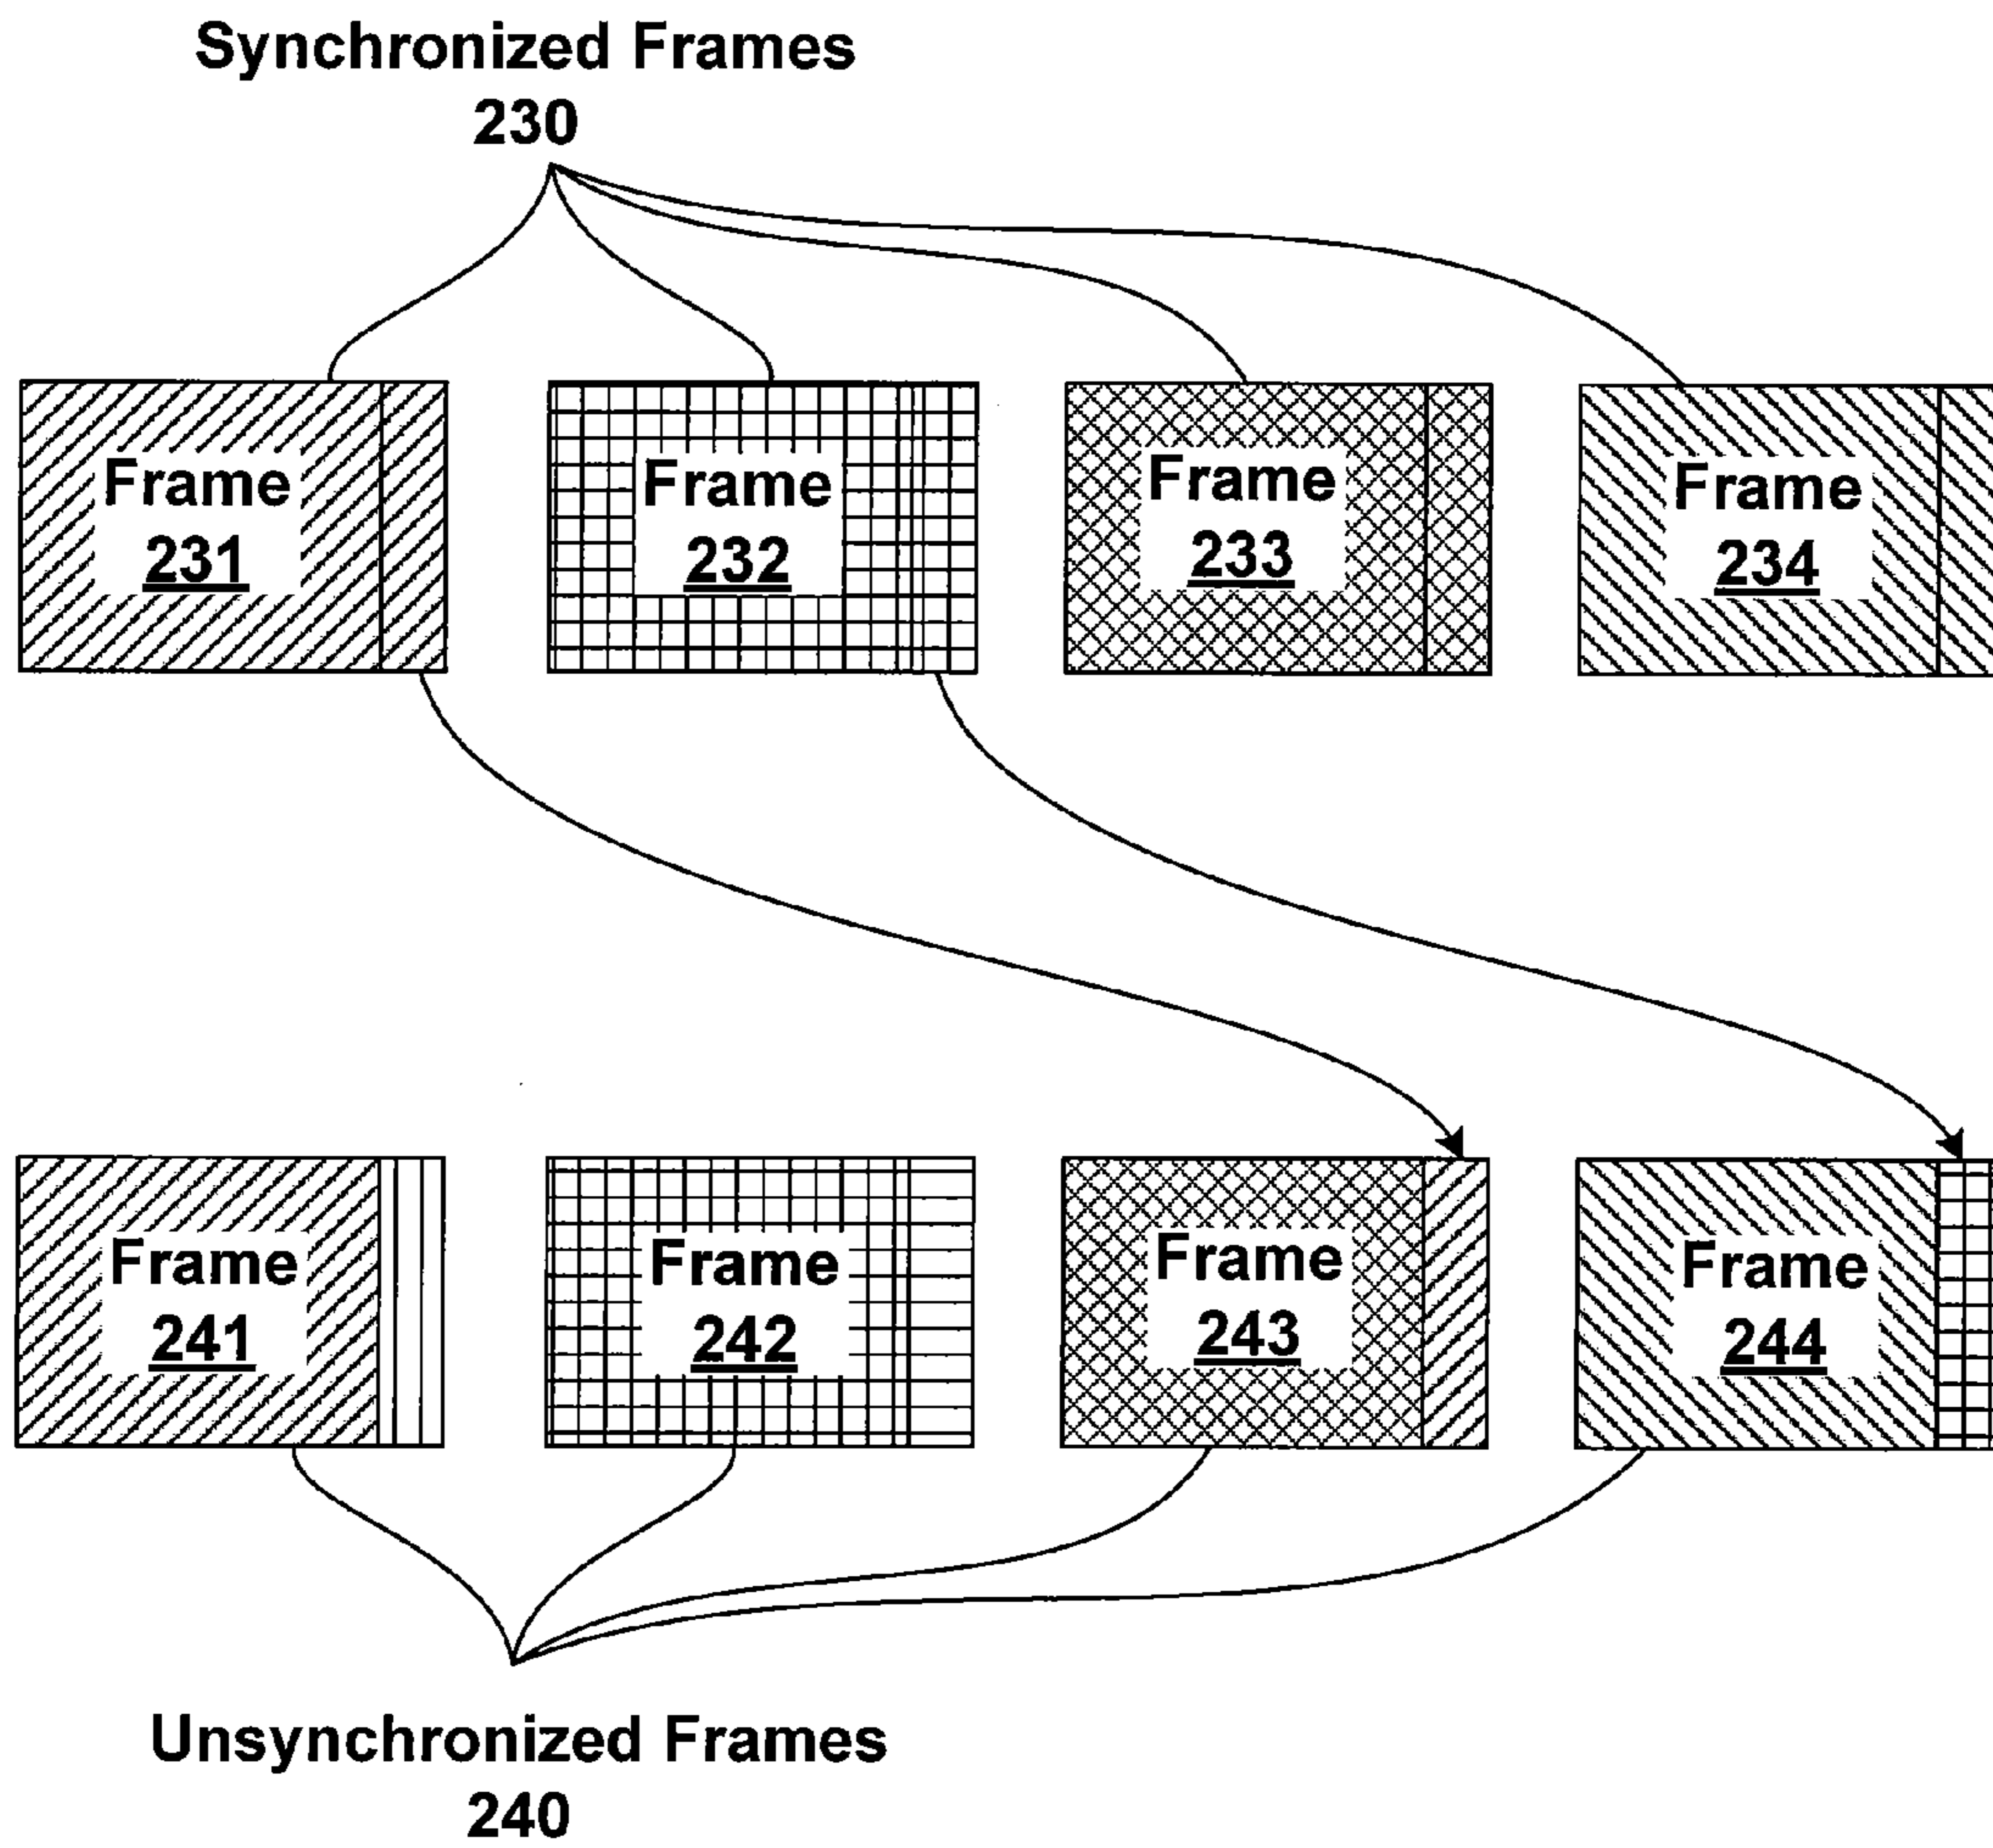 Synchronized Frames
230
Frame
231
Frame
232
Frame
233
Frame
234
Frame
241
Frame
242
Frame
243
Frame
244
Unsynchronized Frames
240